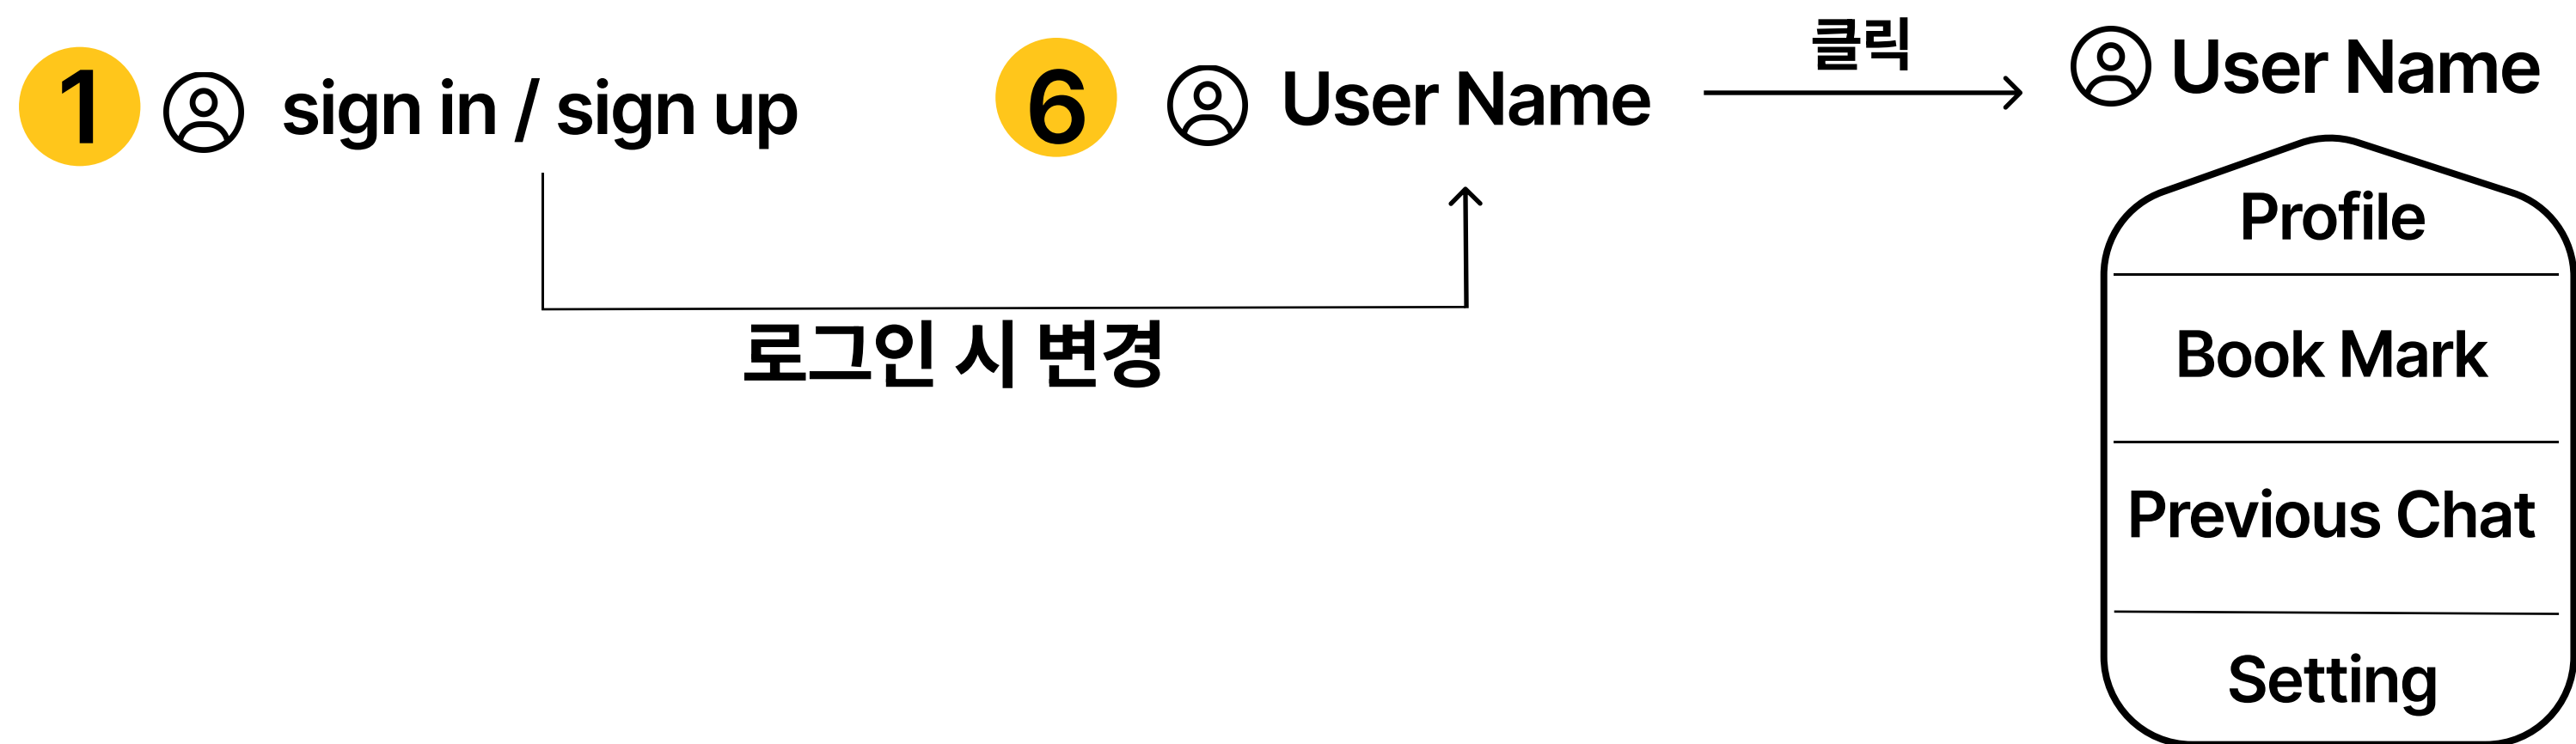 1 sign in / sign up
6 User Name
클릭
User Name
로그인 시 변경
Profile
Book Mark
Previous Chat
Setting